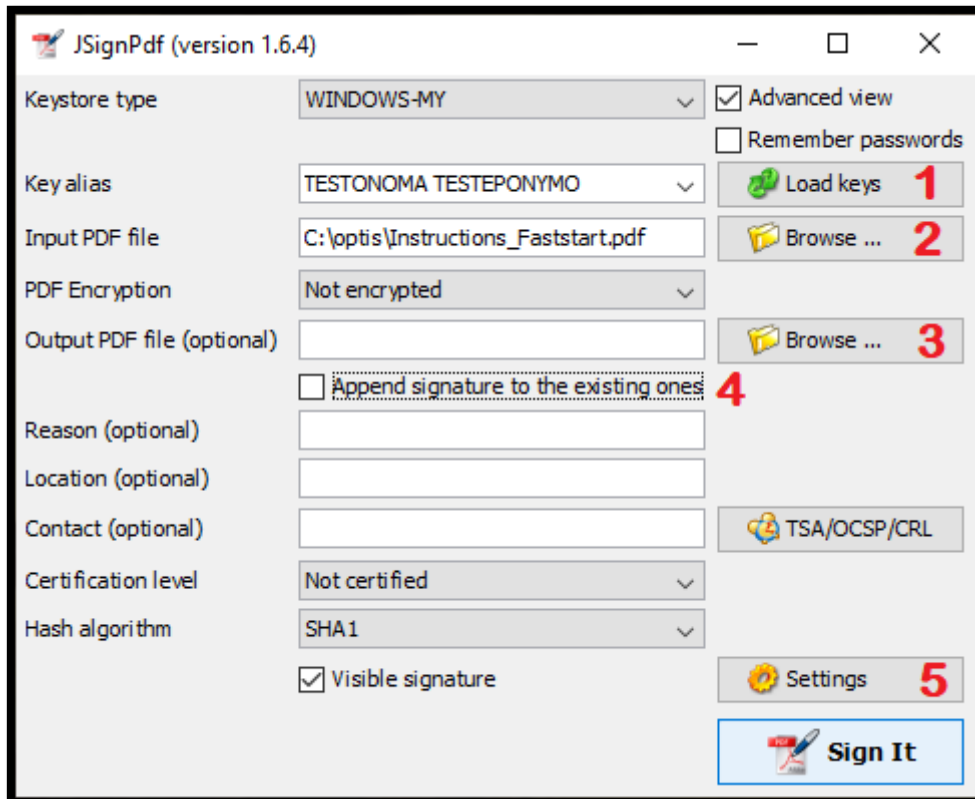 JSignPdf (version 1.6.4)
Keystore type WINDOWS-MY Advanced view
Remember passwords
Key alias TESTONOMA TESTEPONYMO Load keys 1
Input PDF file C:\optis\Instructions_Faststart.pdf Browse ... 2
PDF Encryption Not encrypted
Output PDF file (optional) Browse ... 3
Append signature to the existing ones 4
Reason (optional)
Location (optional)
Contact (optional) TSA/OCSP/CRL
Certification level Not certified
Hash algorithm SHA1
Visible signature Settings 5
Sign It